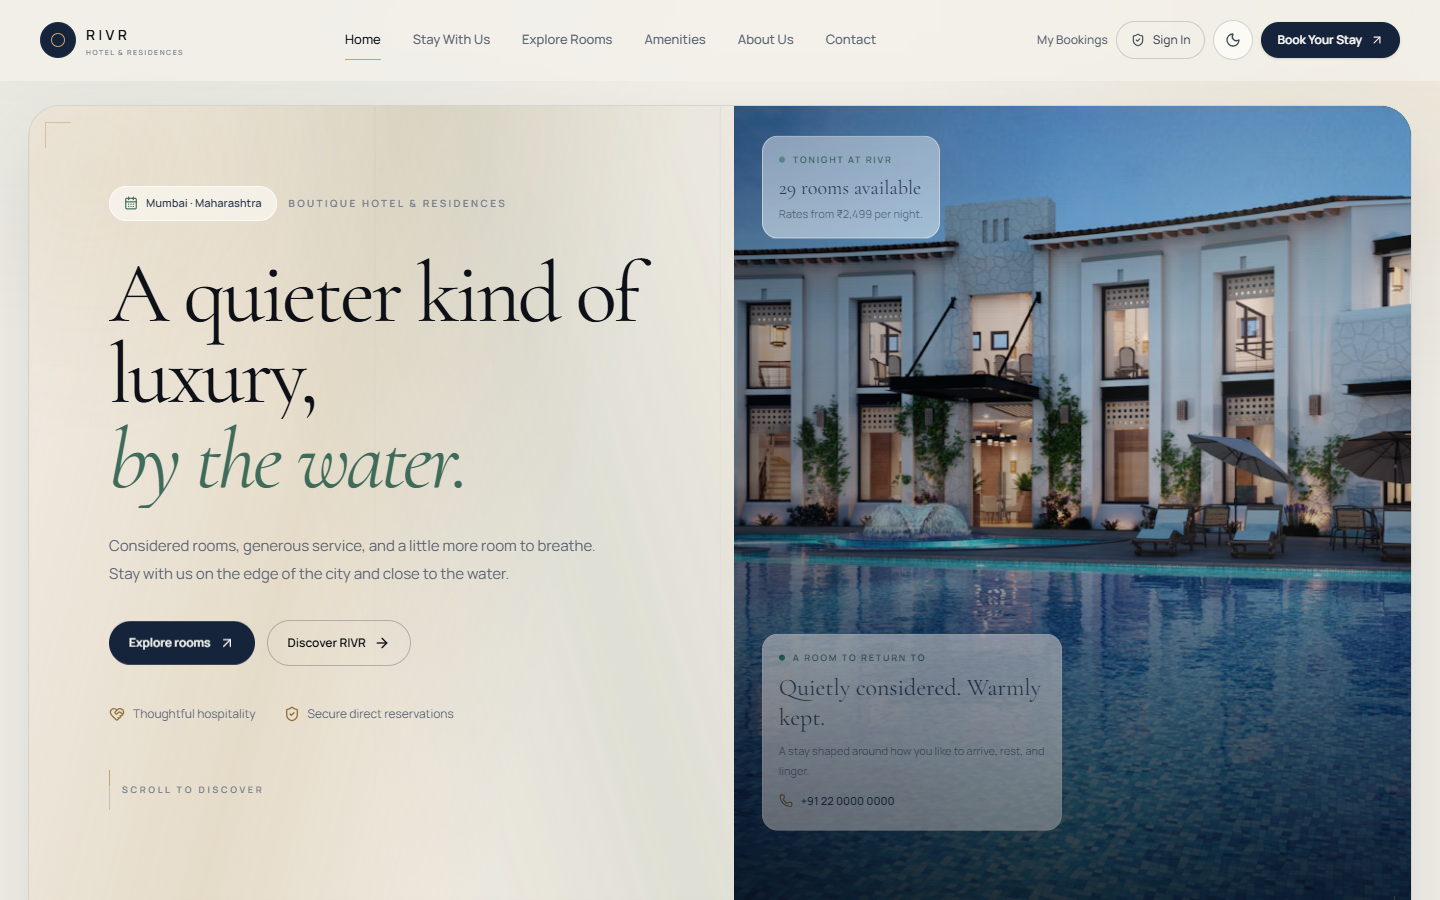 RIVR
HOTEL & RESIDENCES
Home
Stay With Us
Explore Rooms
Amenities
About Us
Contact
My Bookings
Sign In
Book Your Stay
Mumbai · Maharashtra
BOUTIQUE HOTEL & RESIDENCES
A quieter kind of
luxury,
by the water.
Considered rooms, generous service, and a little more room to breathe.
Stay with us on the edge of the city and close to the water.
Explore rooms
Discover RIVR
Thoughtful hospitality
Secure direct reservations
SCROLL TO DISCOVER
TONIGHT AT RIVR
29 rooms available
Rates from ₹2,499 per night.
A ROOM TO RETURN TO
Quietly considered. Warmly
kept.
A stay shaped around how you like to arrive, rest, and
linger.
+91 22 0000 0000